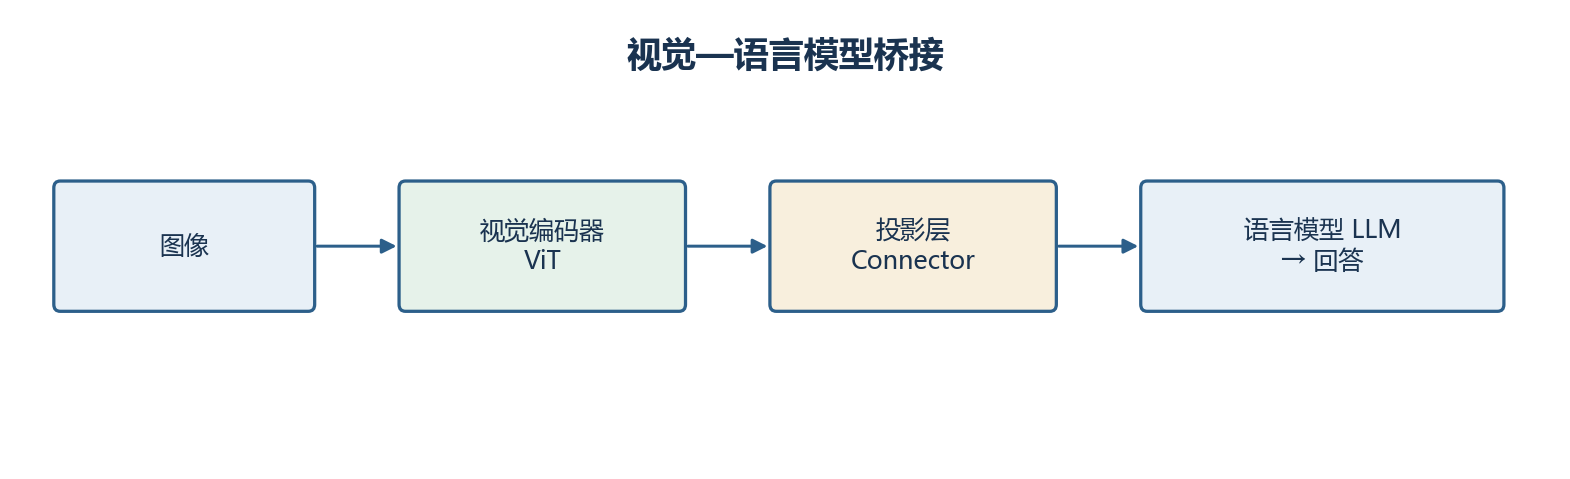 视觉—语言模型桥接
图像
视觉编码器
ViT
投影层
Connector
语言模型 LLM
→ 回答